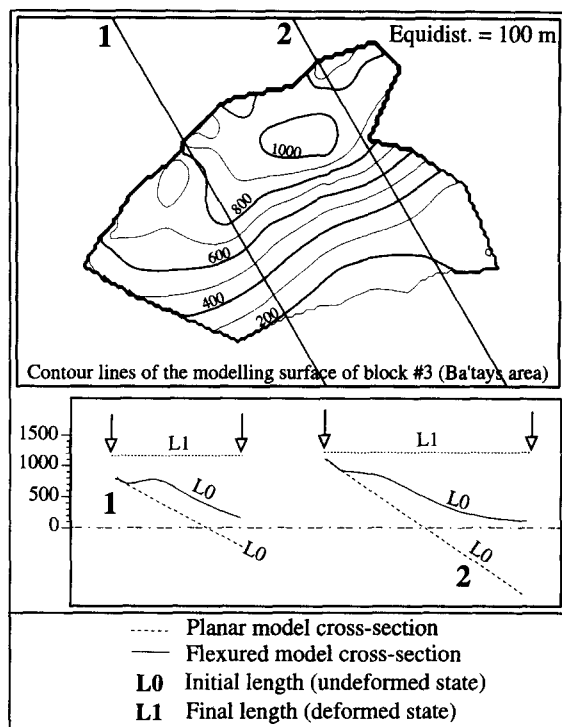 1
2
Equidist. = 100 m
1000
800
600
400
200
Contour lines of the modelling surface of block #3 (Ba'tays area)
1500
1000
500
0
L1
L0
1
L0
L1
L0
L0
2
Planar model cross-section
Flexured model cross-section
L0 Initial length (undeformed state)
L1 Final length (deformed state)